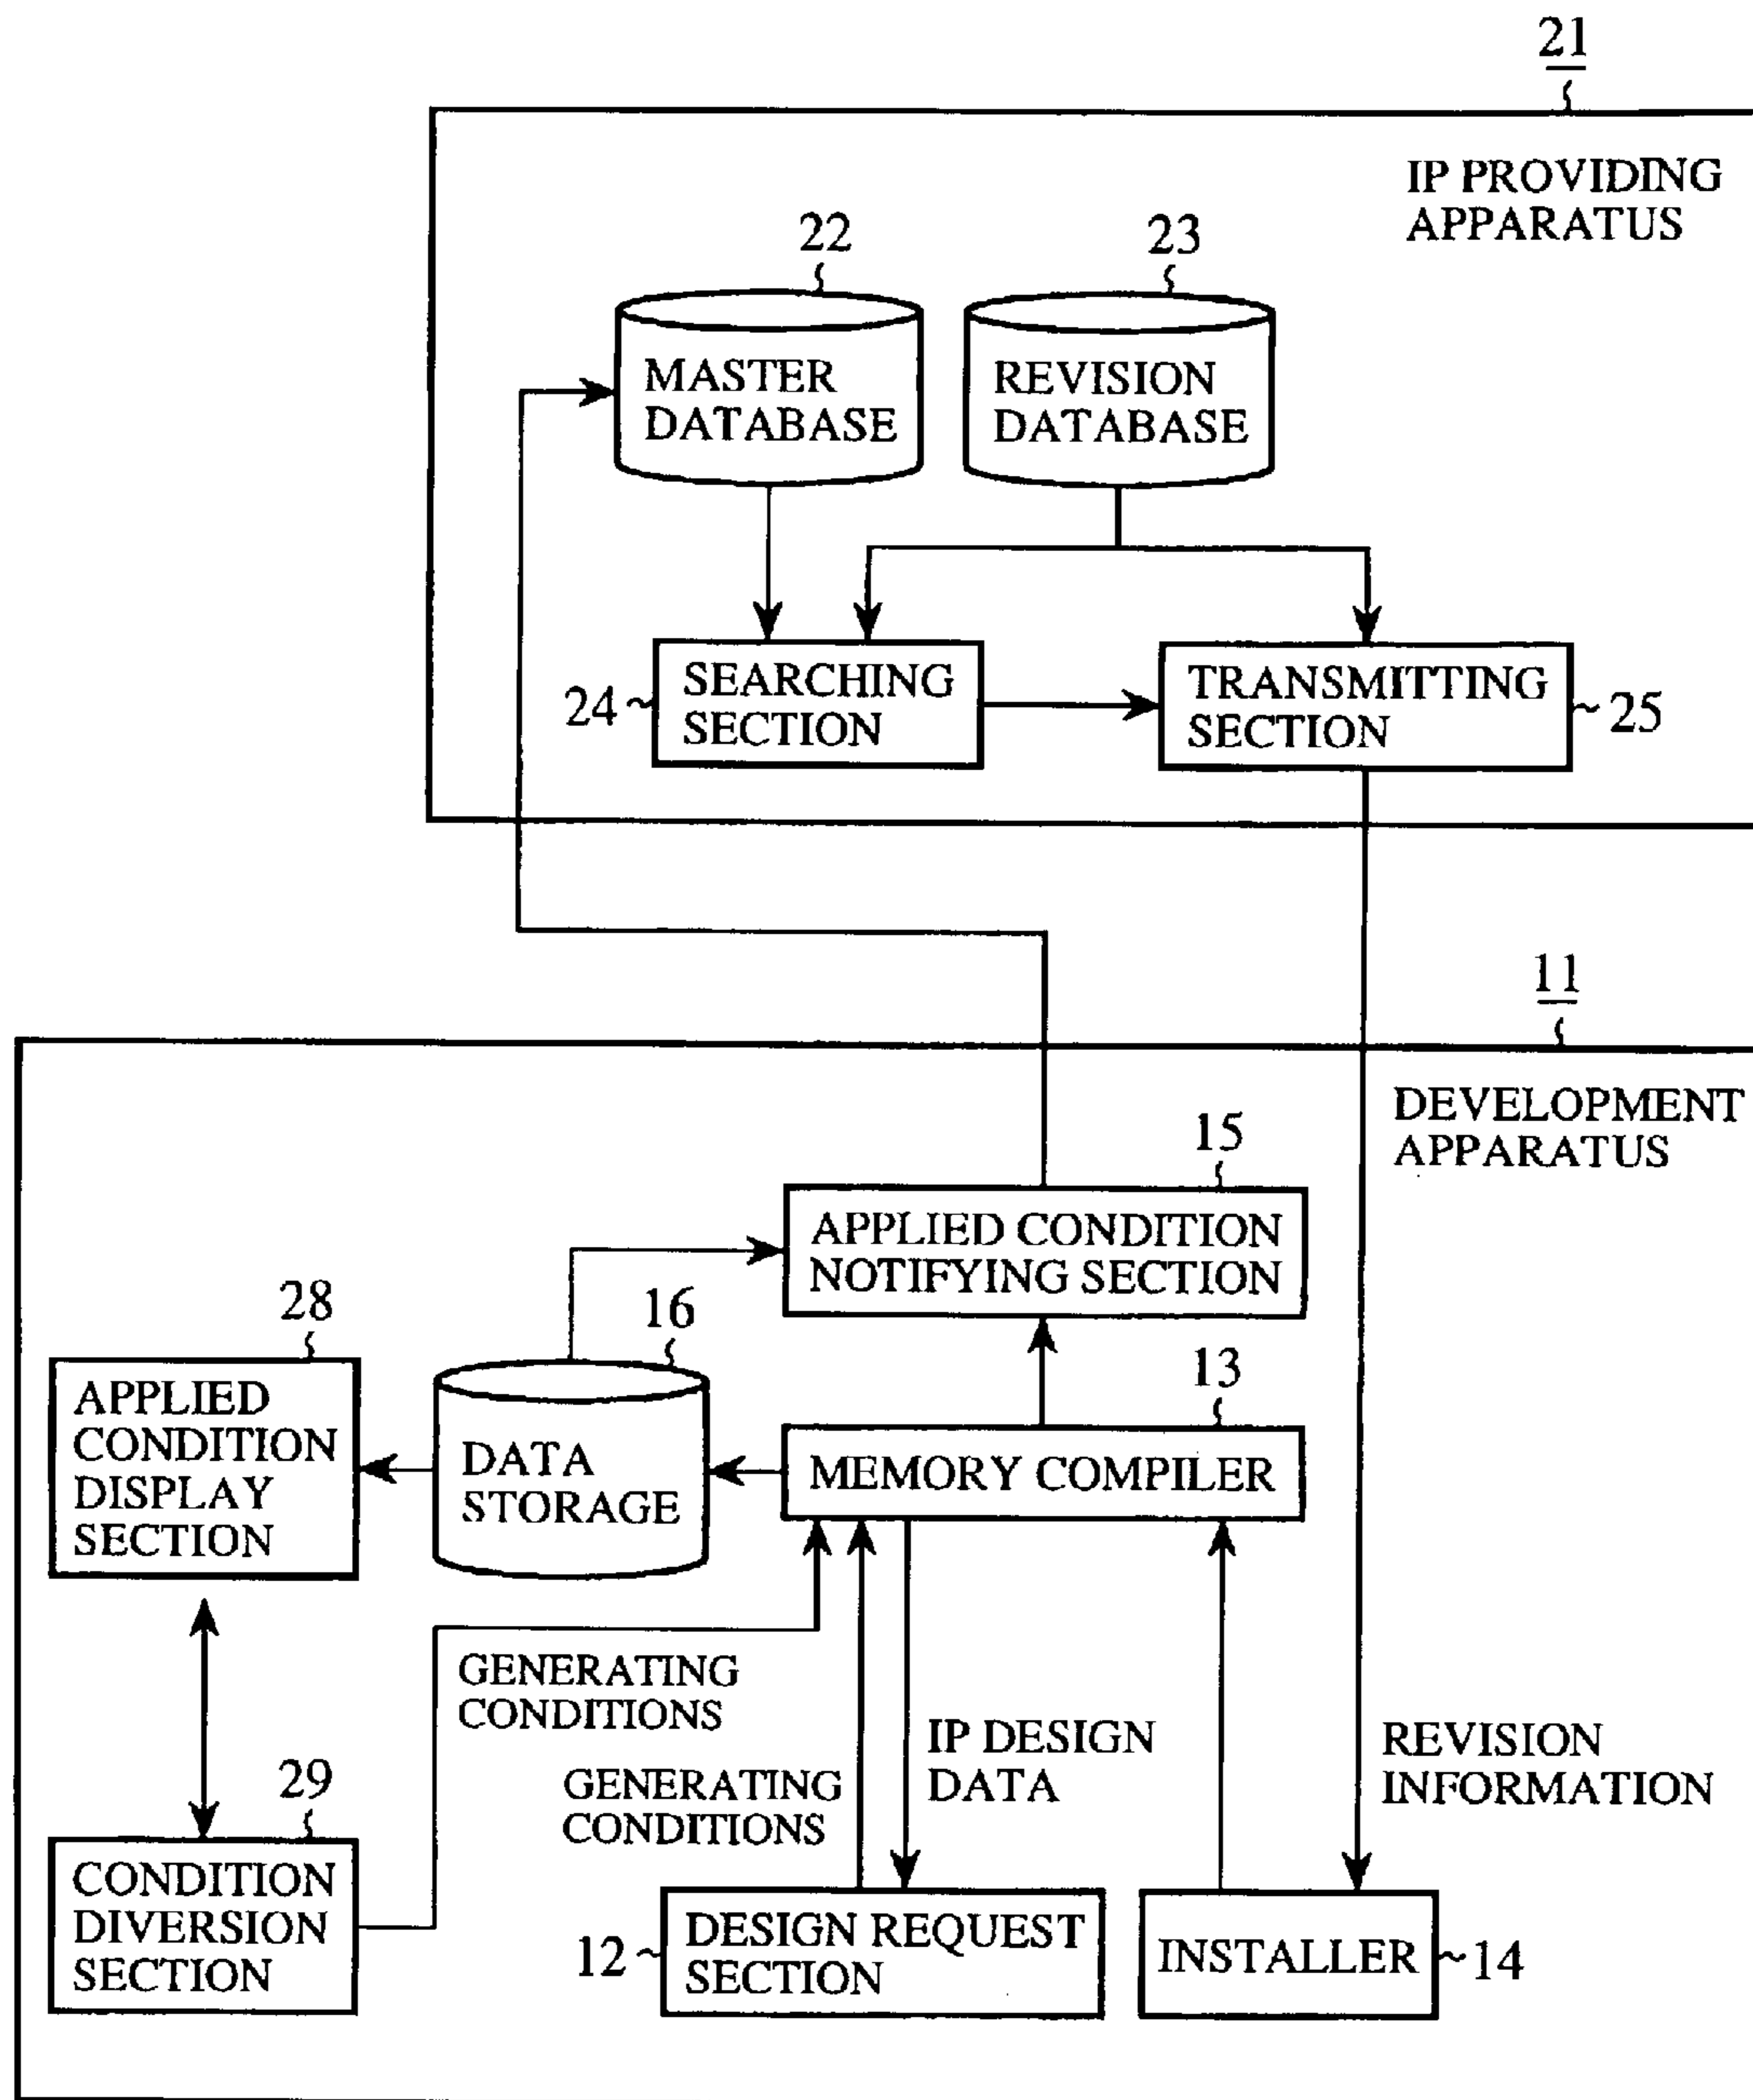 21
IP PROVIDING
APPARATUS
22
23
MASTER
DATABASE
REVISION
DATABASE
24
SEARCHING
SECTION
TRANSMITTING
SECTION
25
11
DEVELOPMENT
APPARATUS
15
APPLIED CONDITION
NOTIFYING SECTION
28
16
13
APPLIED
CONDITION
DISPLAY
SECTION
DATA
STORAGE
MEMORY COMPILER
GENERATING
CONDITIONS
GENERATING
CONDITIONS
IP DESIGN
DATA
REVISION
INFORMATION
29
CONDITION
DIVERSION
SECTION
12
DESIGN REQUEST
SECTION
INSTALLER
14